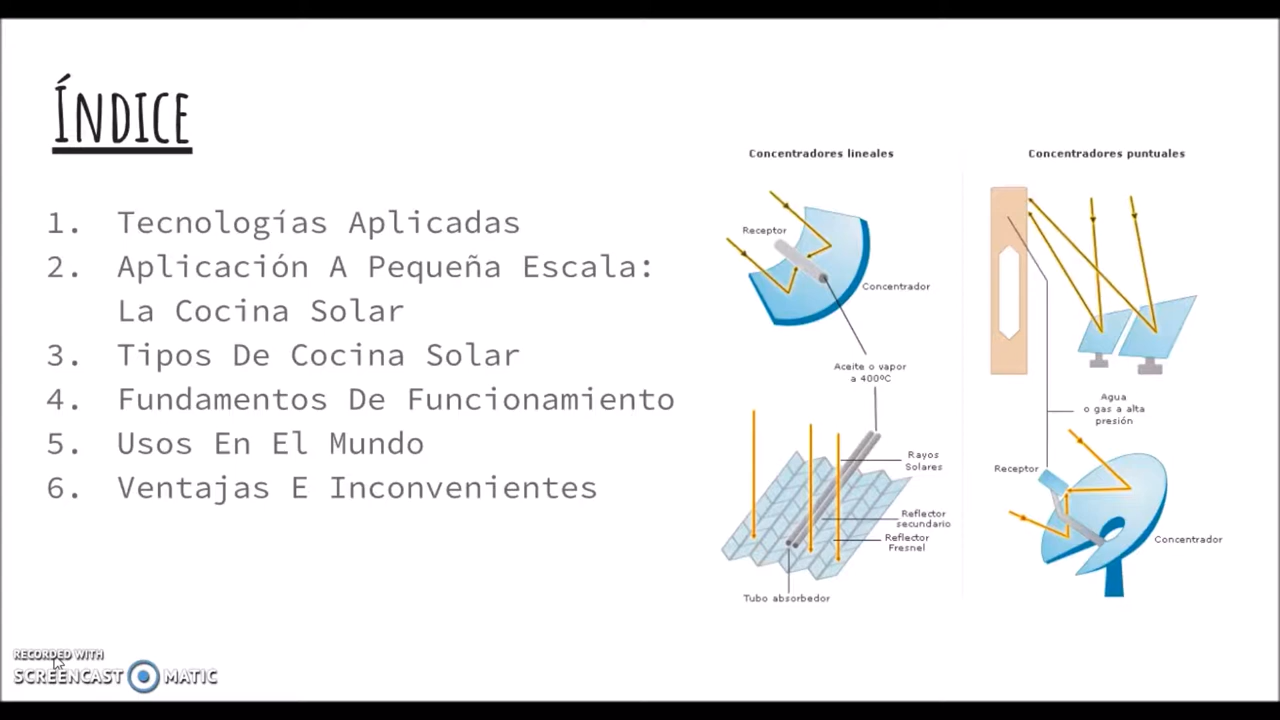 ÍNDICE
1. Tecnologías Aplicadas
2. Aplicación A Pequeña Escala:
La Cocina Solar
3. Tipos De Cocina Solar
4. Fundamentos De Funcionamiento
5. Usos En El Mundo
6. Ventajas E Inconvenientes
Concentradores lineales
Receptor
Concentrador
Aceite o vapor
a 400ºC
Rayos
Solares
Reflector
secundario
Reflector
Fresnel
Tubo absorbedor
Concentradores puntuales
Agua
o gas a alta
presión
Receptor
Concentrador
RECORDED WITH
SCREENCAST MATIC